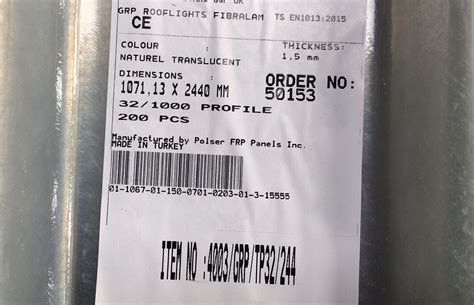 GRP ROOFLIGHTS FIBRALAM TS EN1013:2015
CE
COLOUR : THICKNESS:
NATUREL TRANSLUCENT 1,5 mm
DIMENSIONS :
1071,13 X 2440 MM ORDER NO:
50153
32/1000 PROFILE
200 PCS
Manufactured by Polser FRP Panels Inc.
MADE IN TURKEY
01-1067-01-150-0701-0203-01-3-15555
ITEM NO :4003/GRP/TP32/244